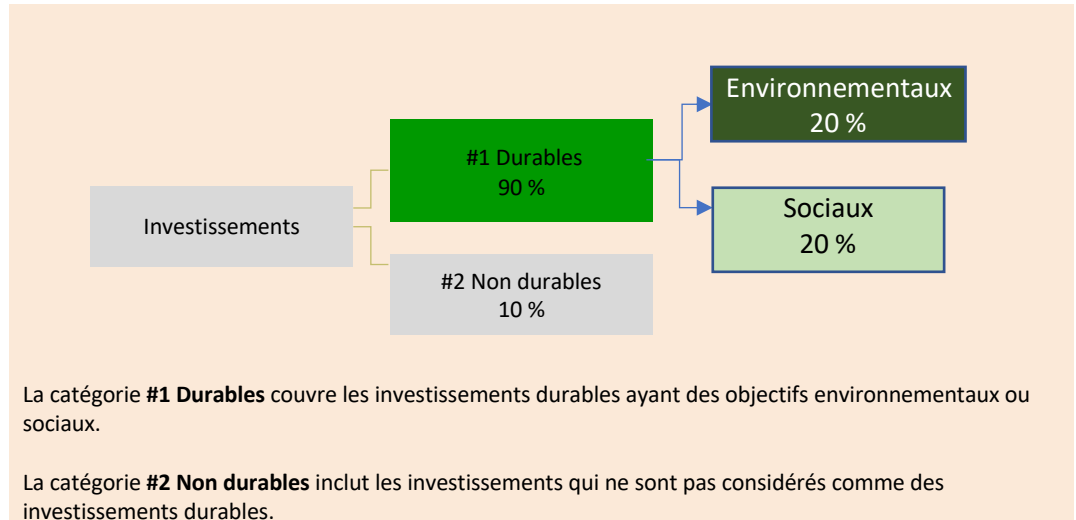 Environnementaux
20 %
#1 Durables
90 %
Investissements
Sociaux
20 %
#2 Non durables
10 %
La catégorie #1 Durables couvre les investissements durables ayant des objectifs environnementaux ou
sociaux.
La catégorie #2 Non durables inclut les investissements qui ne sont pas considérés comme des
investissements durables.